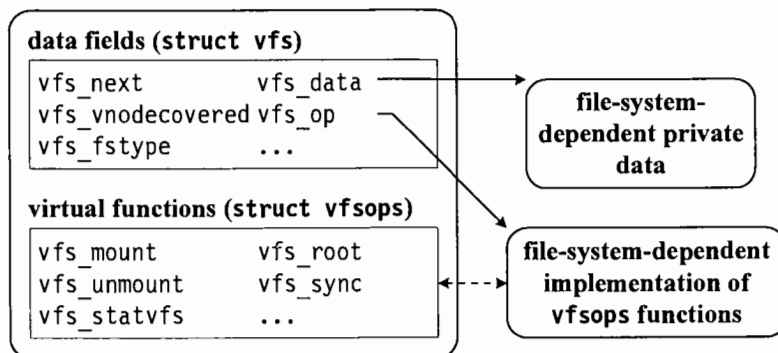 data fields (struct vfs)
vfs_next vfs_data
vfs_vnodecovered vfs_op
vfs_fstype ...
file-system-
dependent private
data
virtual functions (struct vfsops)
vfs_mount vfs_root
vfs_unmount vfs_sync
vfs_statvfs ...
file-system-dependent
implementation of
vfsops functions